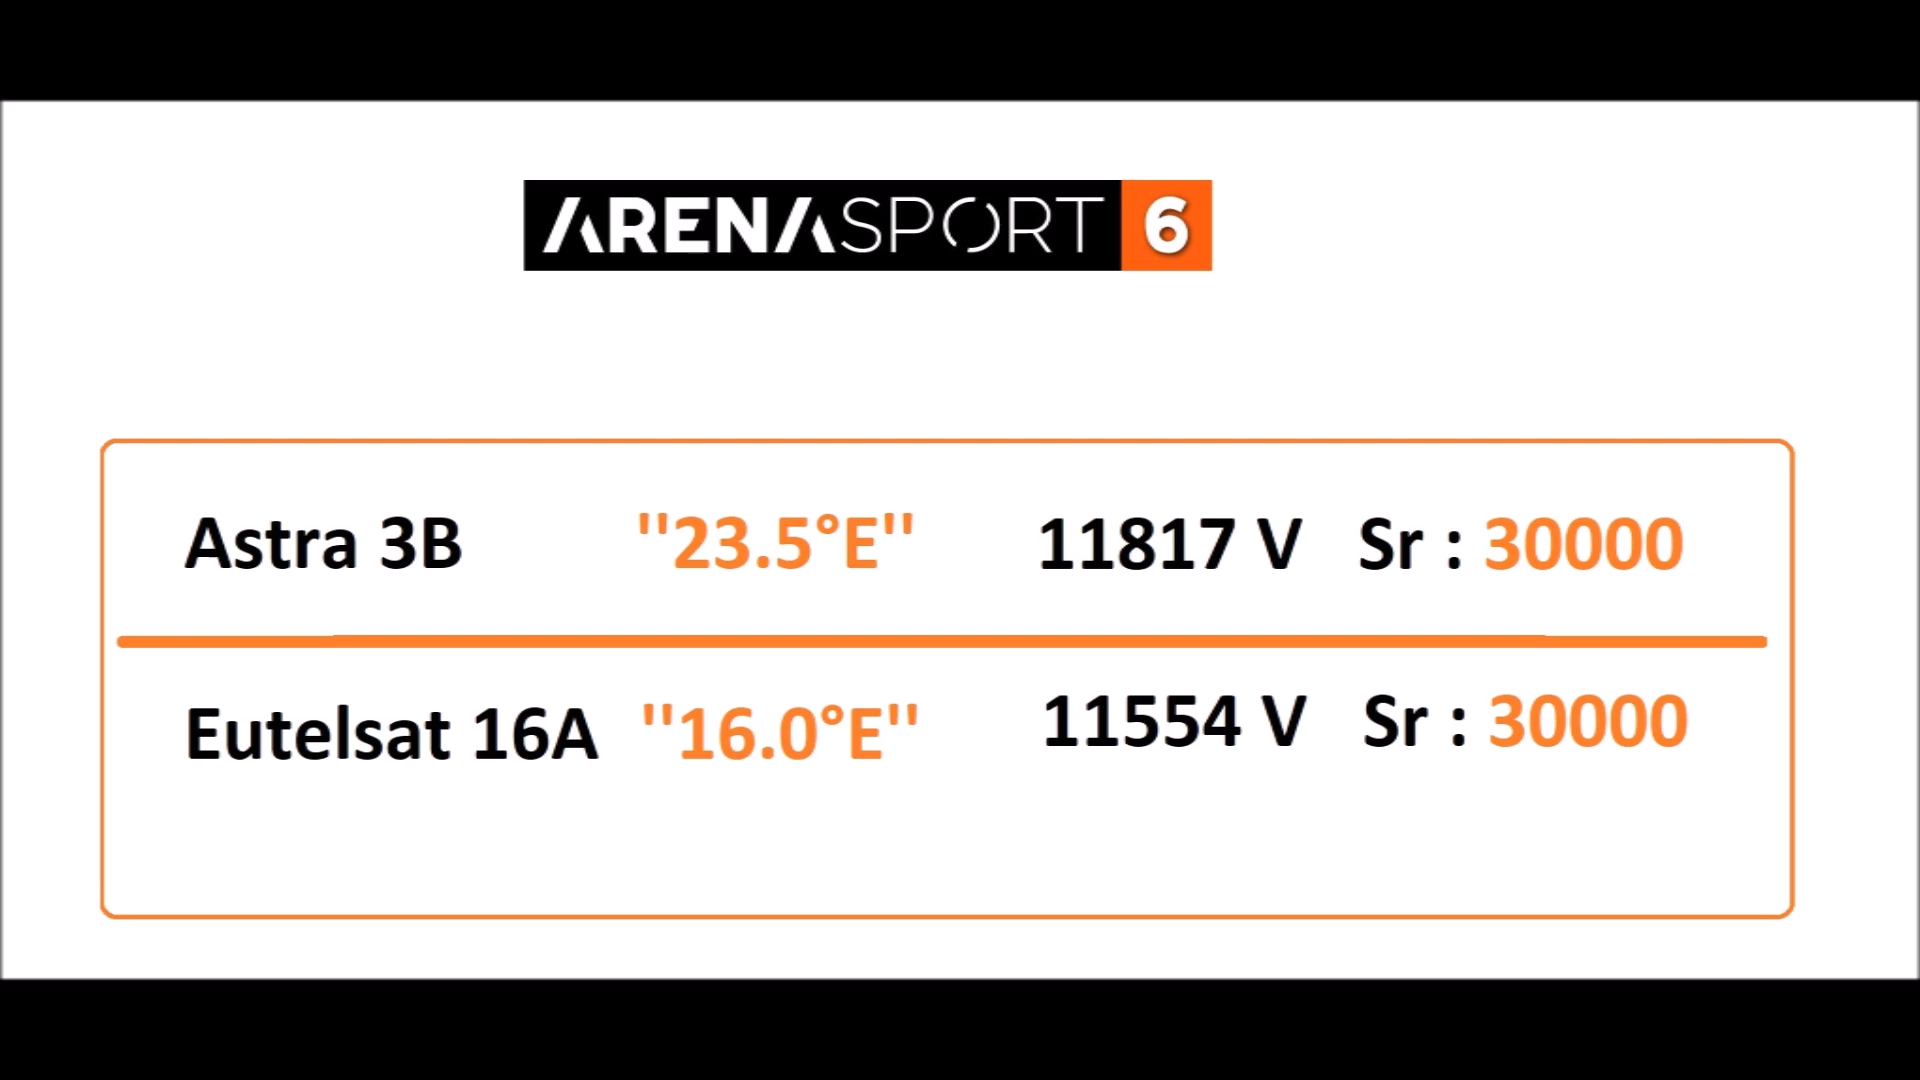 ARENASPORT 6
Astra 3B ''23.5°E'' 11817 V Sr : 30000
Eutelsat 16A ''16.0°E'' 11554 V Sr : 30000